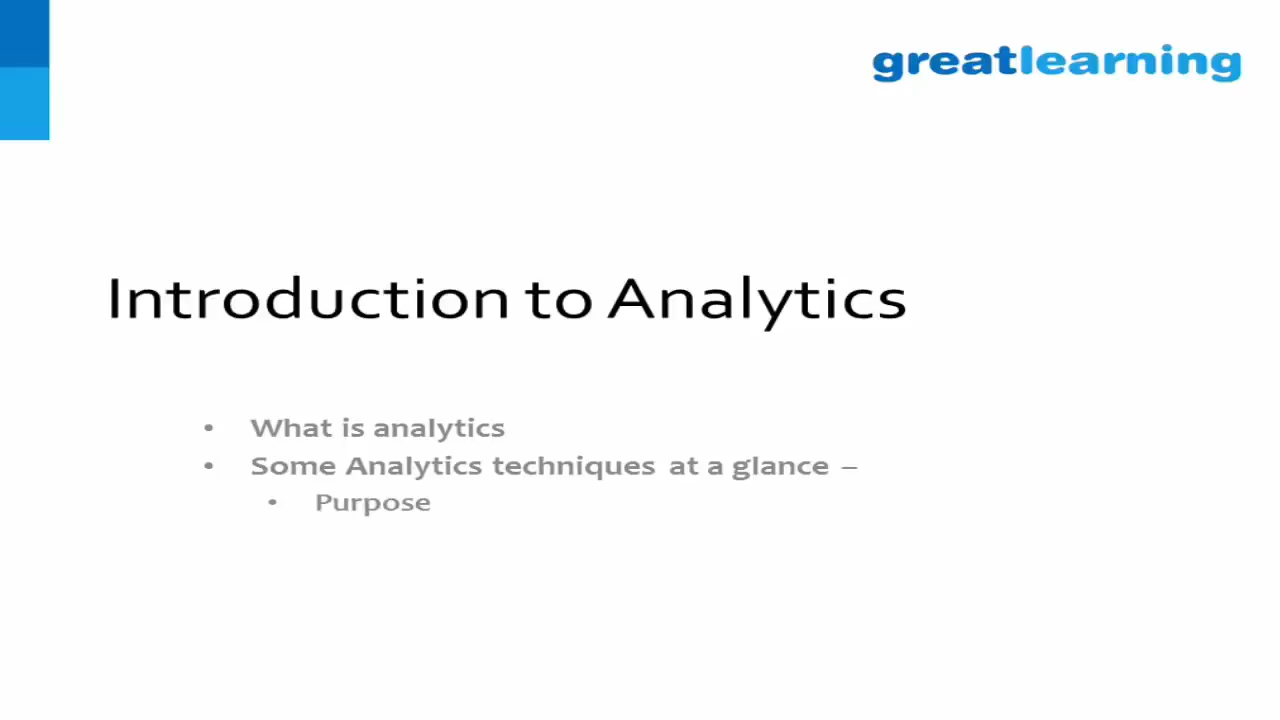 greatlearning
Introduction to Analytics
• What is analytics
• Some Analytics techniques at a glance –
• Purpose